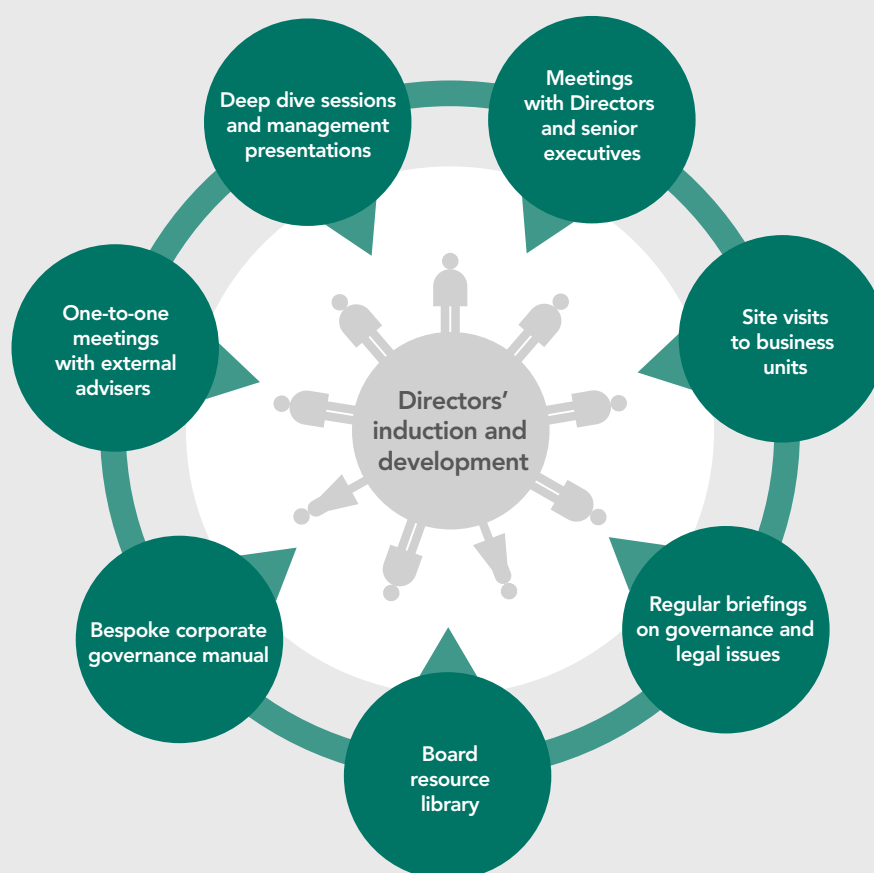 Deep dive sessions
and management
presentations
Meetings
with Directors
and senior
executives
One-to-one
meetings
with external
advisers
Site visits
to business
units
Directors’
induction and
development
Bespoke corporate
governance manual
Regular briefings
on governance and
legal issues
Board
resource
library